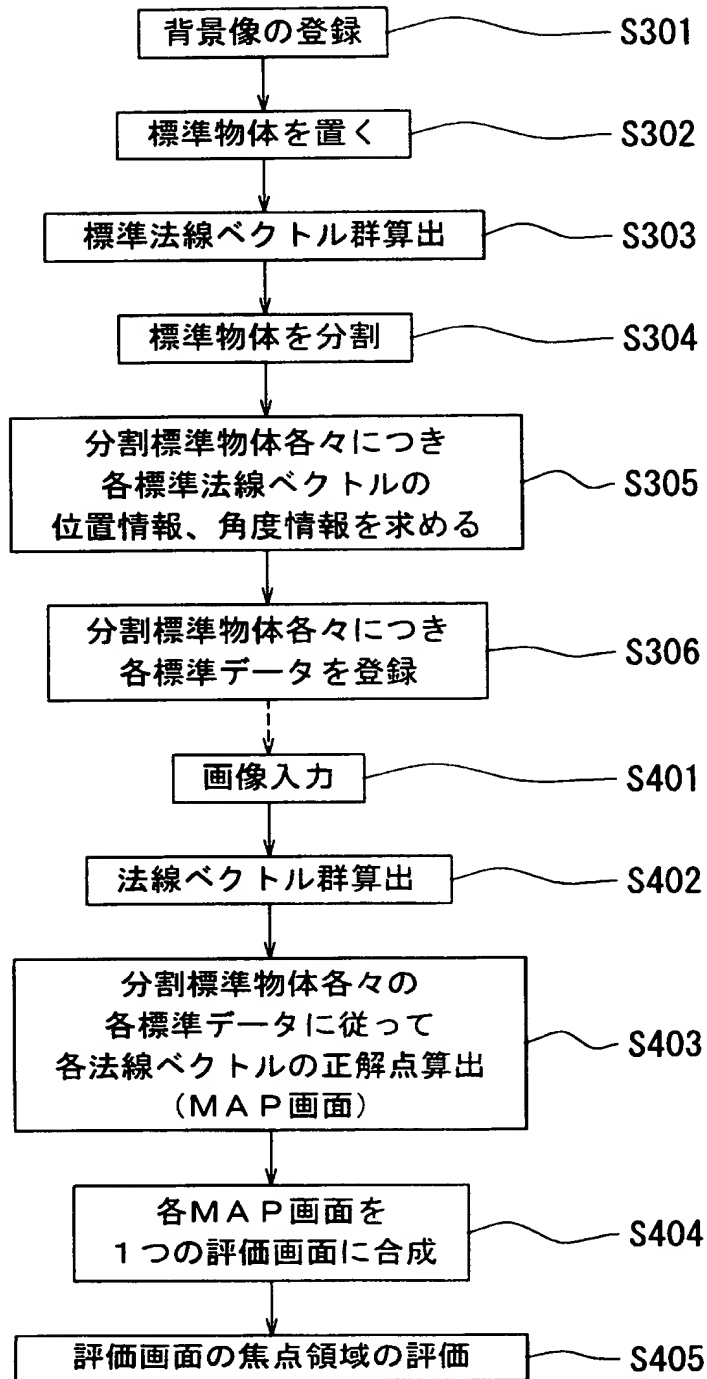 背景像の登録
S301
標準物体を置く
S302
標準法線ベクトル群算出
S303
標準物体を分割
S304
分割標準物体各々につき
各標準法線ベクトルの
位置情報、角度情報を求める
S305
分割標準物体各々につき
各標準データを登録
S306
画像入力
S401
法線ベクトル群算出
S402
分割標準物体各々の
各標準データに従って
各法線ベクトルの正解点算出
(MAP画面)
S403
各MAP画面を
1つの評価画面に合成
S404
評価画面の焦点領域の評価
S405